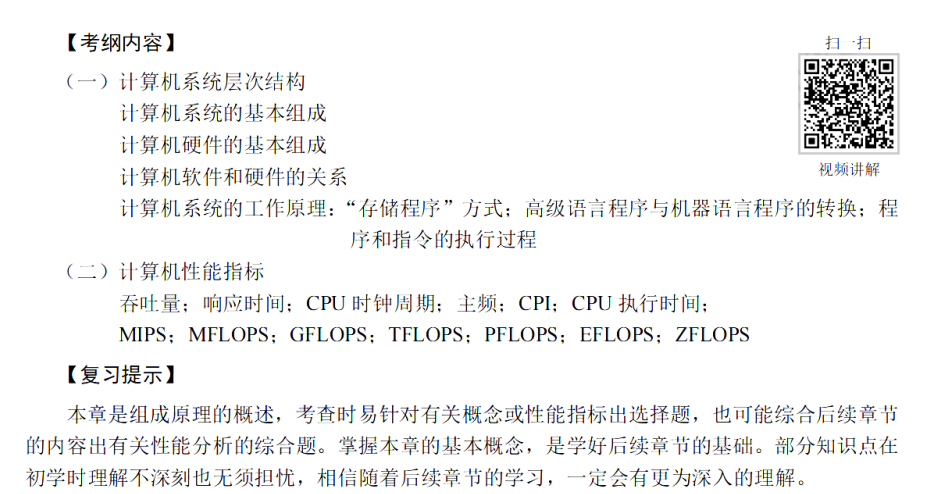 【考纲内容】
扫一扫
（一）计算机系统层次结构
计算机系统的基本组成
计算机硬件的基本组成
计算机软件和硬件的关系
视频讲解
计算机系统的工作原理：“存储程序”方式；高级语言程序与机器语言程序的转换；程
序和指令的执行过程
（二）计算机性能指标
吞吐量；响应时间；CPU 时钟周期；主频；CPI；CPU 执行时间；
MIPS；MFLOPS；GFLOPS；TFLOPS；PFLOPS；EFLOPS；ZFLOPS
【复习提示】
本章是组成原理的概述，考查时易针对有关概念或性能指标出选择题，也可能综合后续章节
的内容出有关性能分析的综合题。掌握本章的基本概念，是学好后续章节的基础。部分知识点在
初学时理解不深刻也无须担忧，相信随着后续章节的学习，一定会有更为深入的理解。